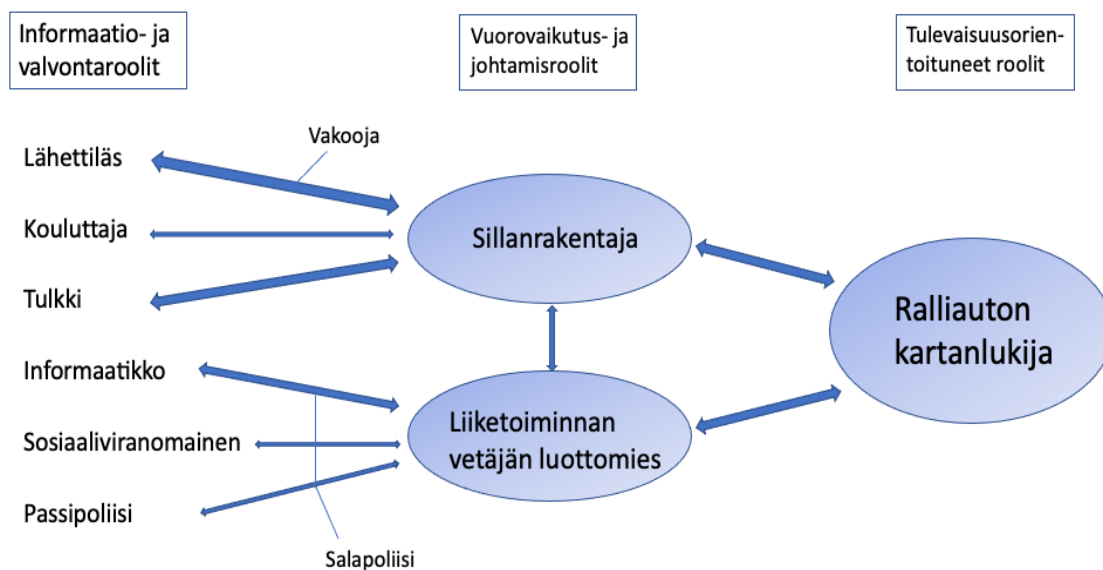 Informaatio- ja
valvontaroolit
Vuorovaikutus- ja
johtamisroolit
Tulevaisuusorien-
toituneet roolit
Vakooja
Lähettiläs
Kouluttaja
Sillanrakentaja
Tulkki
Ralliauton
kartanlukija
Informaatikko
Liiketoiminnan
vetäjän luottomies
Sosiaaliviranomainen
Passipoliisi
Salapoliisi